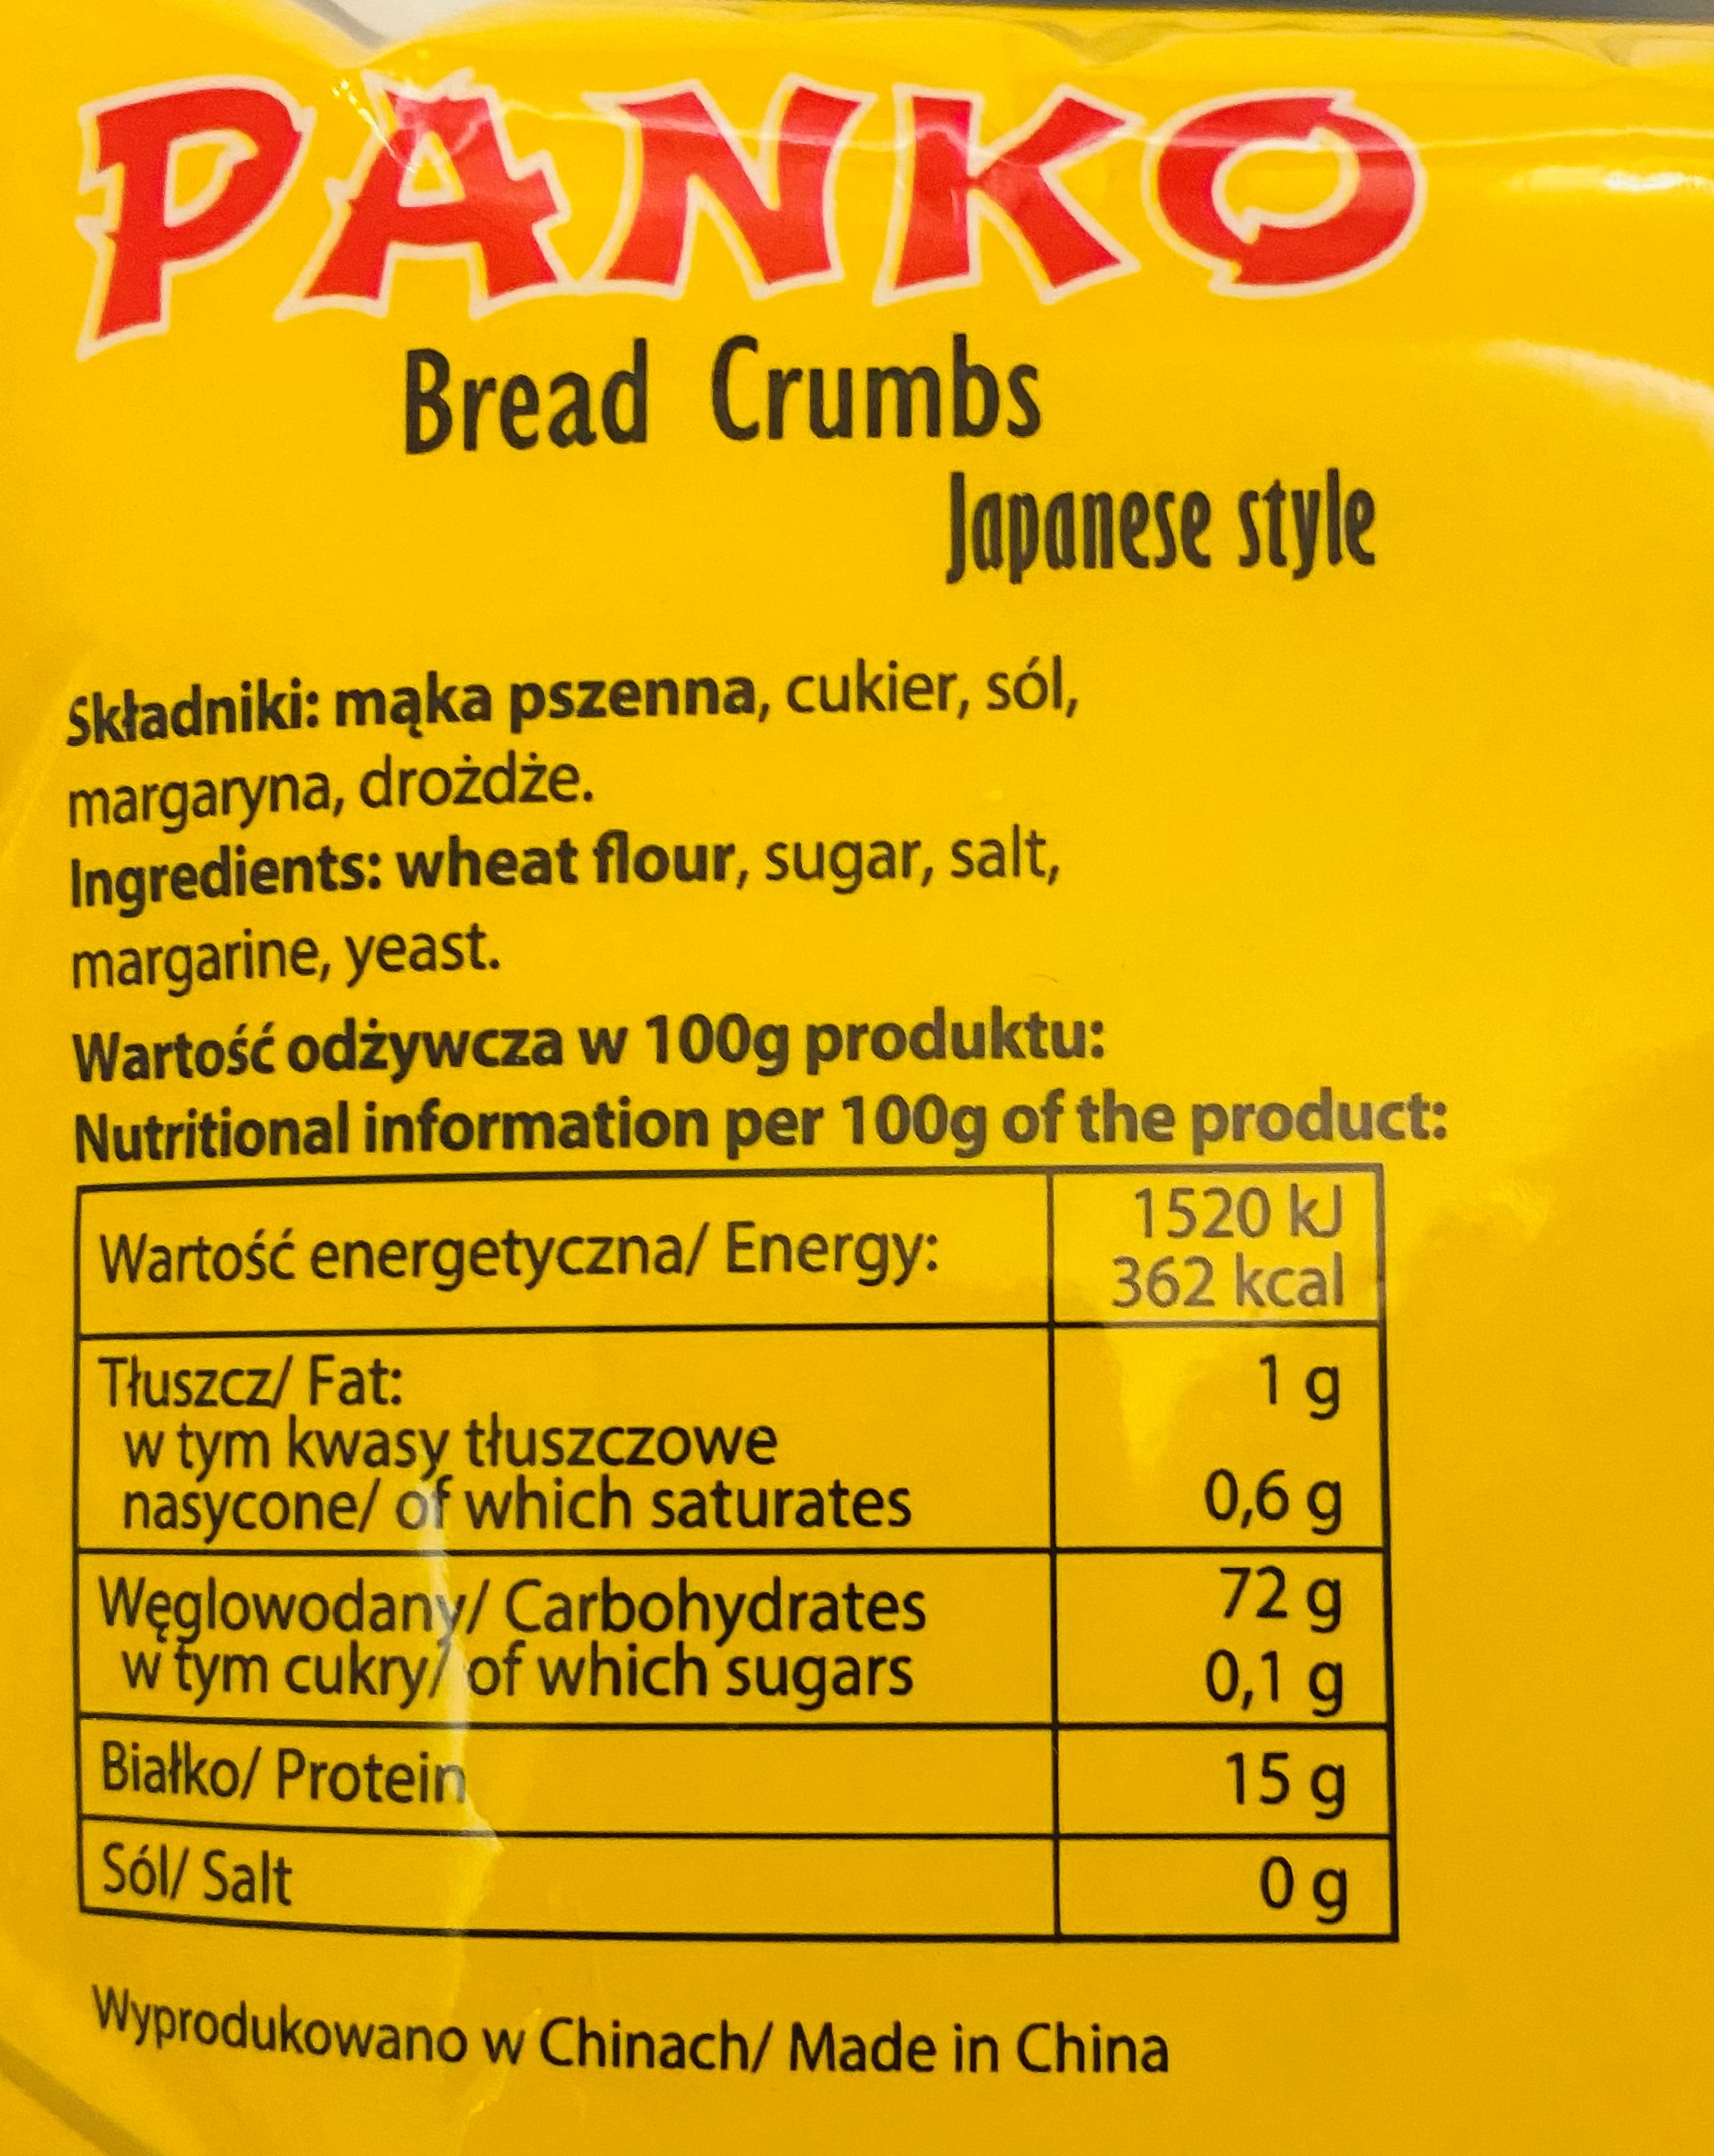 PANKO
Bread Crumbs
Japanese style
Składniki: mąka pszenna, cukier, sól,
margaryna, drożdże.
Ingredients: wheat flour, sugar, salt,
margarine, yeast.
Wartość odżywcza w 100g produktu:
Nutritional information per 100g of the product:
Wartość energetyczna/ Energy: 1520 kJ
362 kcal
Tłuszcz/ Fat: 1 g
w tym kwasy tłuszczowe
nasycone/ of which saturates 0,6 g
Węglowodany/ Carbohydrates 72 g
w tym cukry/ of which sugars 0,1 g
Białko/ Protein 15 g
Sól/ Salt 0 g
Wyprodukowano w Chinach/ Made in China